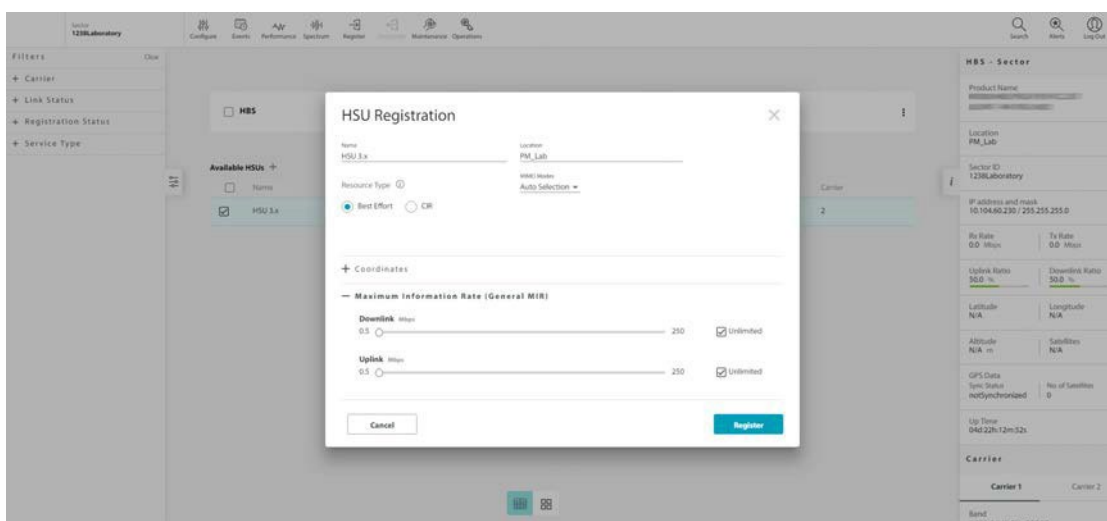 Sector
1238Laboratory
Configure Events Performance Spectrum Register Maintenance Operations
Search Alerts Log Out
Filters Clear
+ Carrier
+ Link Status
+ Registration Status
+ Service Type
HBS
Available HSUs +
Name Carrier
HSU 3.x 2
HSU Registration
Name Location
HSU 3.x PM_Lab
Resource Type MIMO Modes
Auto Selection
Best Effort CIR
+ Coordinates
— Maximum Information Rate (General MIR)
Downlink Mbps
0.5 250 Unlimited
Uplink Mbps
0.5 250 Unlimited
Cancel Register
HBS - Sector
Product Name
Location
PM_Lab
Sector ID
1238Laboratory
IP address and mask
10.104.60.230 / 255.255.255.0
Rx Rate Tx Rate
0.0 Mbps 0.0 Mbps
Uplink Ratio Downlink Ratio
50.0 % 50.0 %
Latitude Longitude
N/A N/A
Altitude Satellites
N/A m N/A
GPS Data
Sync Status No. of Satellites
notSynchronized 0
Up Time
04d:22h:12m:32s
Carrier
Carrier 1 Carrier 2
Band